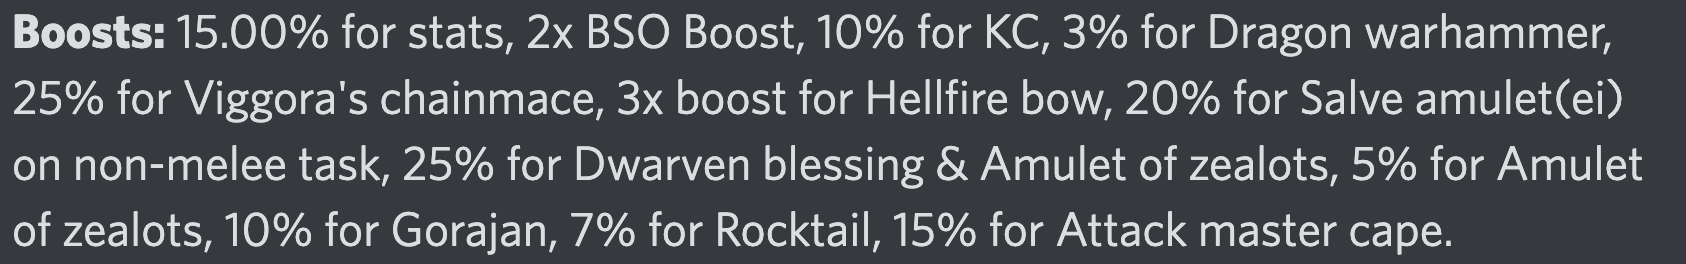 Boosts: 15.00% for stats, 2x BSO Boost, 10% for KC, 3% for Dragon warhammer,
25% for Viggora's chainmace, 3x boost for Hellfire bow, 20% for Salve amulet(ei)
on non-melee task, 25% for Dwarven blessing & Amulet of zealots, 5% for Amulet
of zealots, 10% for Gorajan, 7% for Rocktail, 15% for Attack master cape.